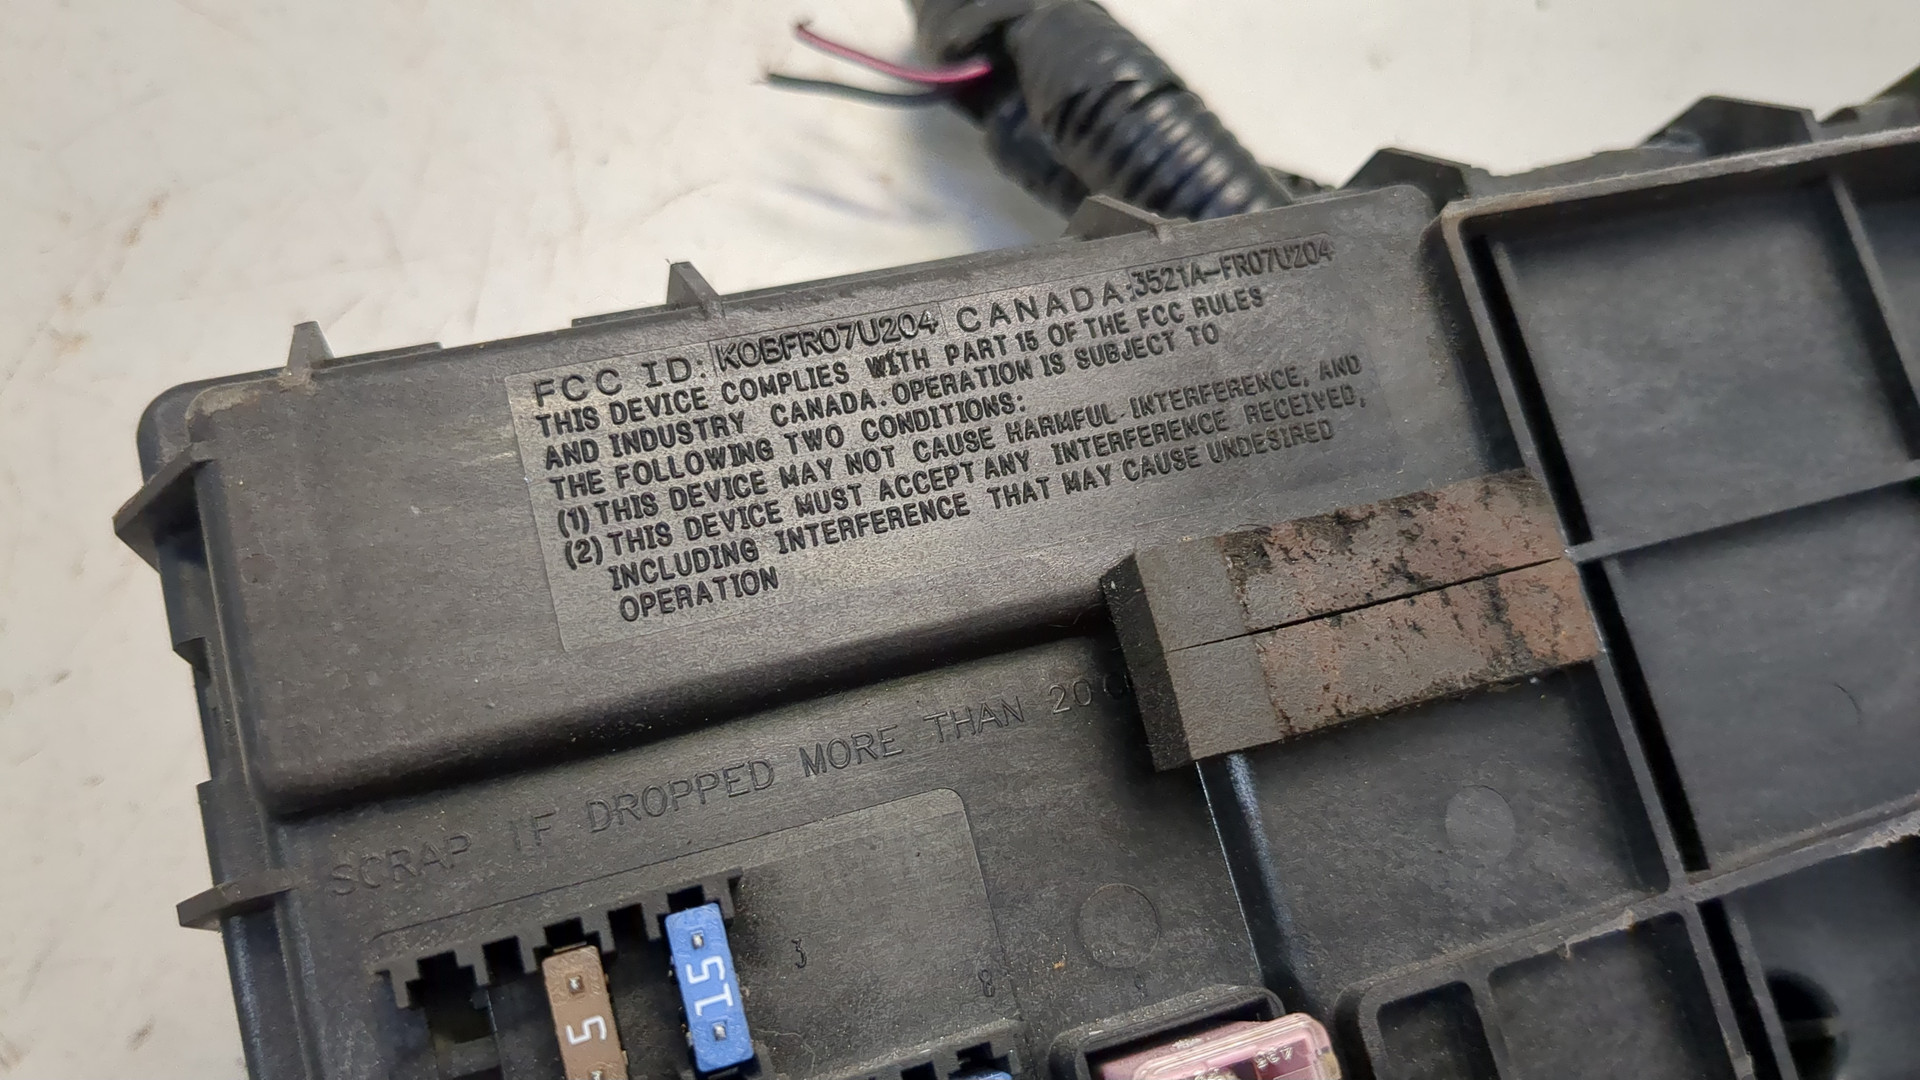 FCC ID: KOBFR07U204 CANADA:3521A-FR07U204
THIS DEVICE COMPLIES WITH PART 15 OF THE FCC RULES
AND INDUSTRY CANADA. OPERATION IS SUBJECT TO
THE FOLLOWING TWO CONDITIONS:
(1) THIS DEVICE MAY NOT CAUSE HARMFUL INTERFERENCE, AND
(2) THIS DEVICE MUST ACCEPT ANY INTERFERENCE RECEIVED,
INCLUDING INTERFERENCE THAT MAY CAUSE UNDESIRED
OPERATION
SCRAP IF DROPPED MORE THAN 20
3
8
15
5